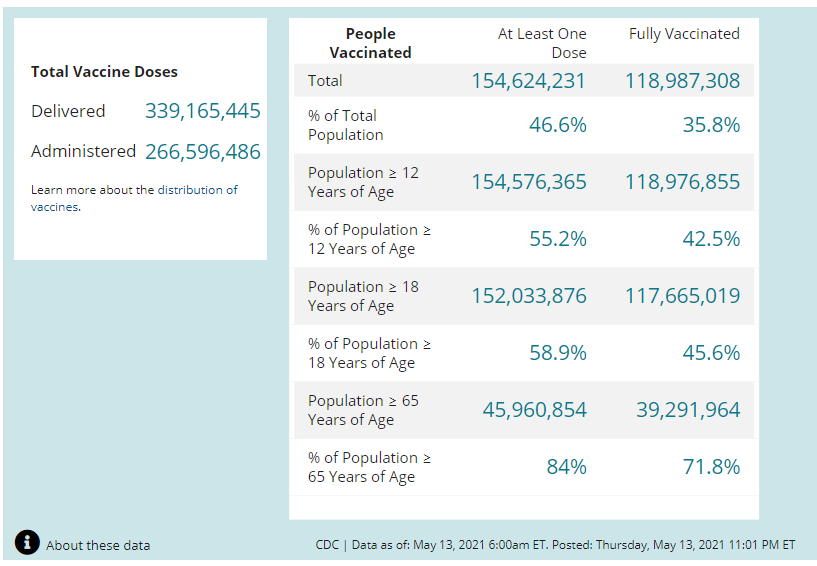 Total Vaccine Doses
Delivered 339,165,445
Administered 266,596,486
Learn more about the distribution of
vaccines.
People
Vaccinated
At Least One
Dose
Fully Vaccinated
Total 154,624,231 118,987,308
% of Total
Population
46.6% 35.8%
Population ≥ 12
Years of Age
154,576,365 118,976,855
% of Population ≥
12 Years of Age
55.2% 42.5%
Population ≥ 18
Years of Age
152,033,876 117,665,019
% of Population ≥
18 Years of Age
58.9% 45.6%
Population ≥ 65
Years of Age
45,960,854 39,291,964
% of Population ≥
65 Years of Age
84% 71.8%
i About these data
CDC | Data as of: May 13, 2021 6:00am ET. Posted: Thursday, May 13, 2021 11:01 PM ET